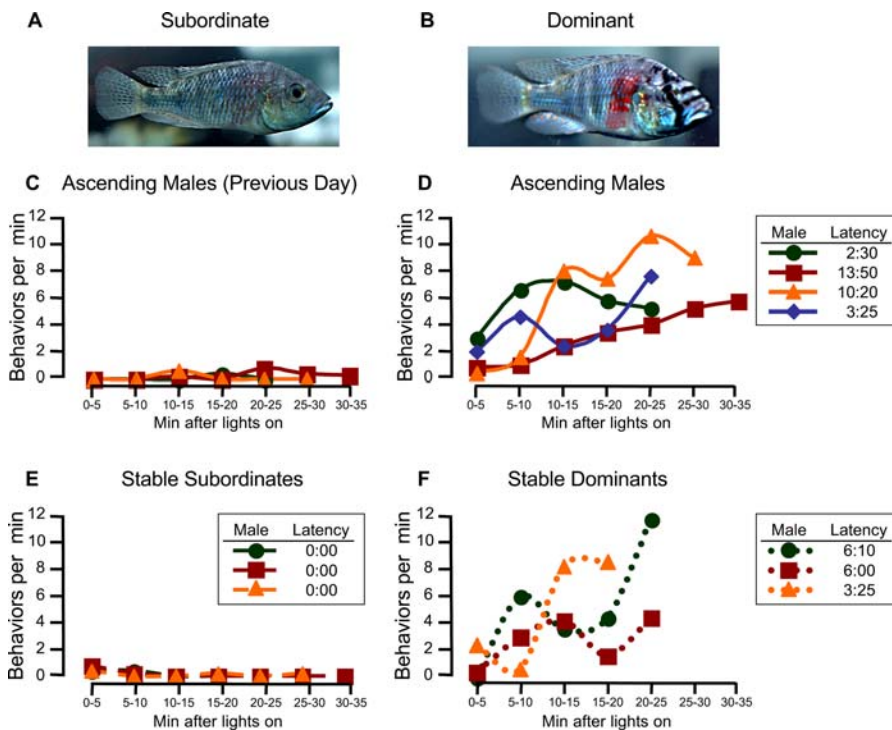 A Subordinate
B Dominant
C Ascending Males (Previous Day)
Behaviors per min
12
10
8
6
4
2
0
0-5 5-10 10-15 15-20 20-25 25-30 30-35
Min after lights on
D Ascending Males
Behaviors per min
12
10
8
6
4
2
0
0-5 5-10 10-15 15-20 20-25 25-30 30-35
Min after lights on
Male Latency
2:30
13:50
10:20
3:25
E Stable Subordinates
Behaviors per min
12
10
8
6
4
2
0
0-5 5-10 10-15 15-20 20-25 25-30 30-35
Min after lights on
Male Latency
0:00
0:00
0:00
F Stable Dominants
Behaviors per min
12
10
8
6
4
2
0
0-5 5-10 10-15 15-20 20-25 25-30 30-35
Min after lights on
Male Latency
6:10
6:00
3:25